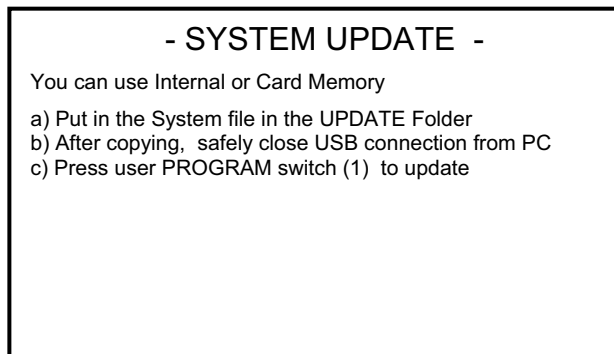 - SYSTEM UPDATE -
You can use Internal or Card Memory
a) Put in the System file in the UPDATE Folder
b) After copying, safely close USB connection from PC
c) Press user PROGRAM switch (1) to update